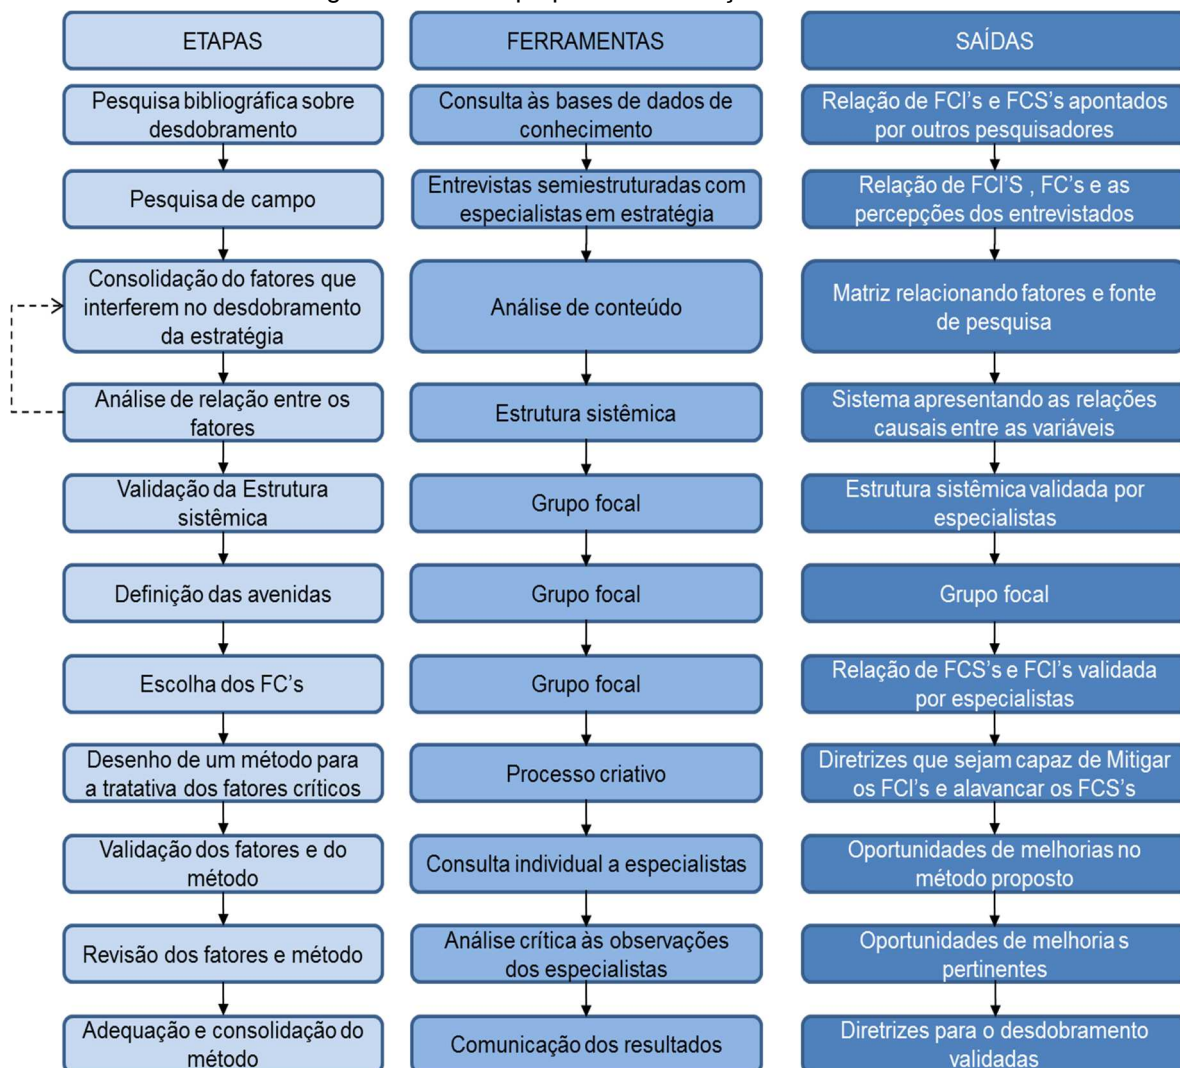 ETAPAS
FERRAMENTAS
SAÍDAS
Pesquisa bibliográfica sobre
desdobramento
Consulta às bases de dados de
conhecimento
Relação de FCI's e FCS's apontados
por outros pesquisadores
Pesquisa de campo
Entrevistas semiestruturadas com
especialistas em estratégia
Relação de FCI'S , FC's e as
percepções dos entrevistados
Consolidação do fatores que
interferem no desdobramento
da estratégia
Análise de conteúdo
Matriz relacionando fatores e fonte
de pesquisa
Análise de relação entre os
fatores
Estrutura sistêmica
Sistema apresentando as relações
causais entre as variáveis
Validação da Estrutura
sistêmica
Grupo focal
Estrutura sistêmica validada por
especialistas
Definição das avenidas
Grupo focal
Grupo focal
Escolha dos FC's
Grupo focal
Relação de FCS's e FCI's validada
por especialistas
Desenho de um método para
a tratativa dos fatores críticos
Processo criativo
Diretrizes que sejam capaz de Mitigar
os FCI's e alavancar os FCS's
Validação dos fatores e do
método
Consulta individual a especialistas
Oportunidades de melhorias no
método proposto
Revisão dos fatores e método
Análise crítica às observações
dos especialistas
Oportunidades de melhoria s
pertinentes
Adequação e consolidação do
método
Comunicação dos resultados
Diretrizes para o desdobramento
validadas